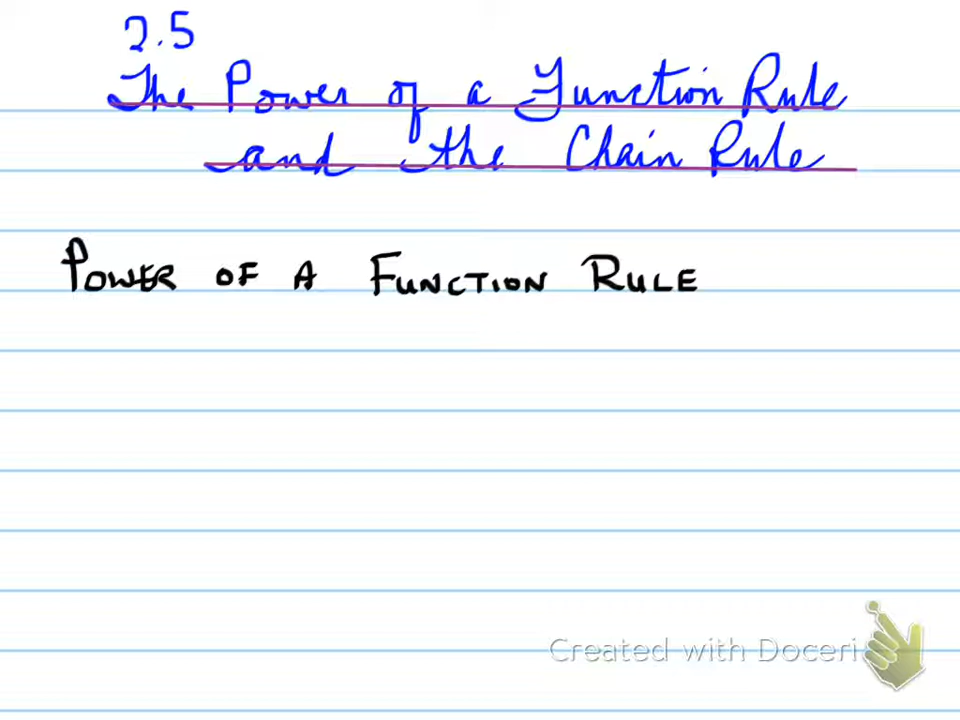 2.5
The Power of a Function Rule
and the Chain Rule
POWER OF A FUNCTION RULE
Created with Doceri